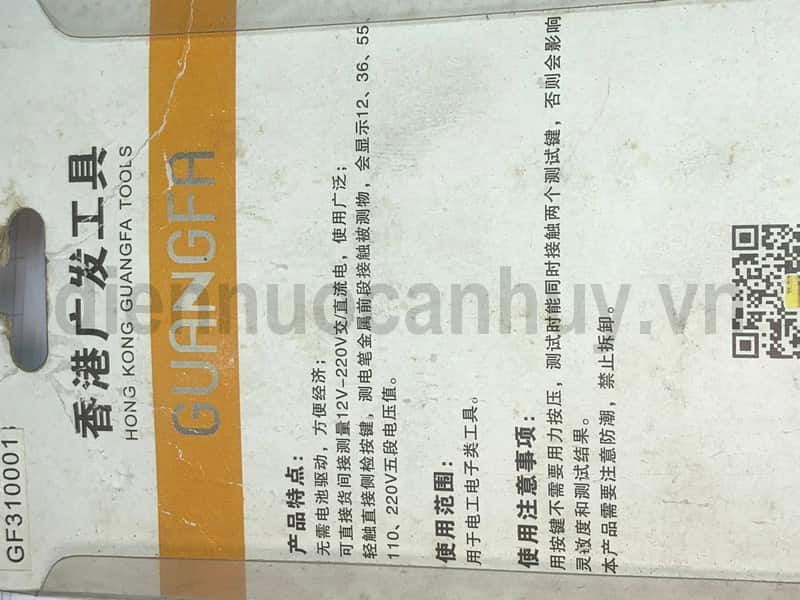 GF310001
香港广发工具
HONG KONG GUANGFA TOOLS
GUANGFA
产品特点：
无需电池驱动，方便经济；
可直接货间接测量12V-220V交/直流电，使用广泛；
轻触直接侧检按键，测电笔金属前段接触被测物，会显示12、36、55、
110、220V五段电压值。
使用范围：
用于电工电子类工具。
使用注意事项：
用按键不需要用力按压，测试时能同时接触两个测试键，否则会影响
灵敏度和测试结果。
本产品需要注意防潮，禁止拆卸。
diennuocanhuy.vn